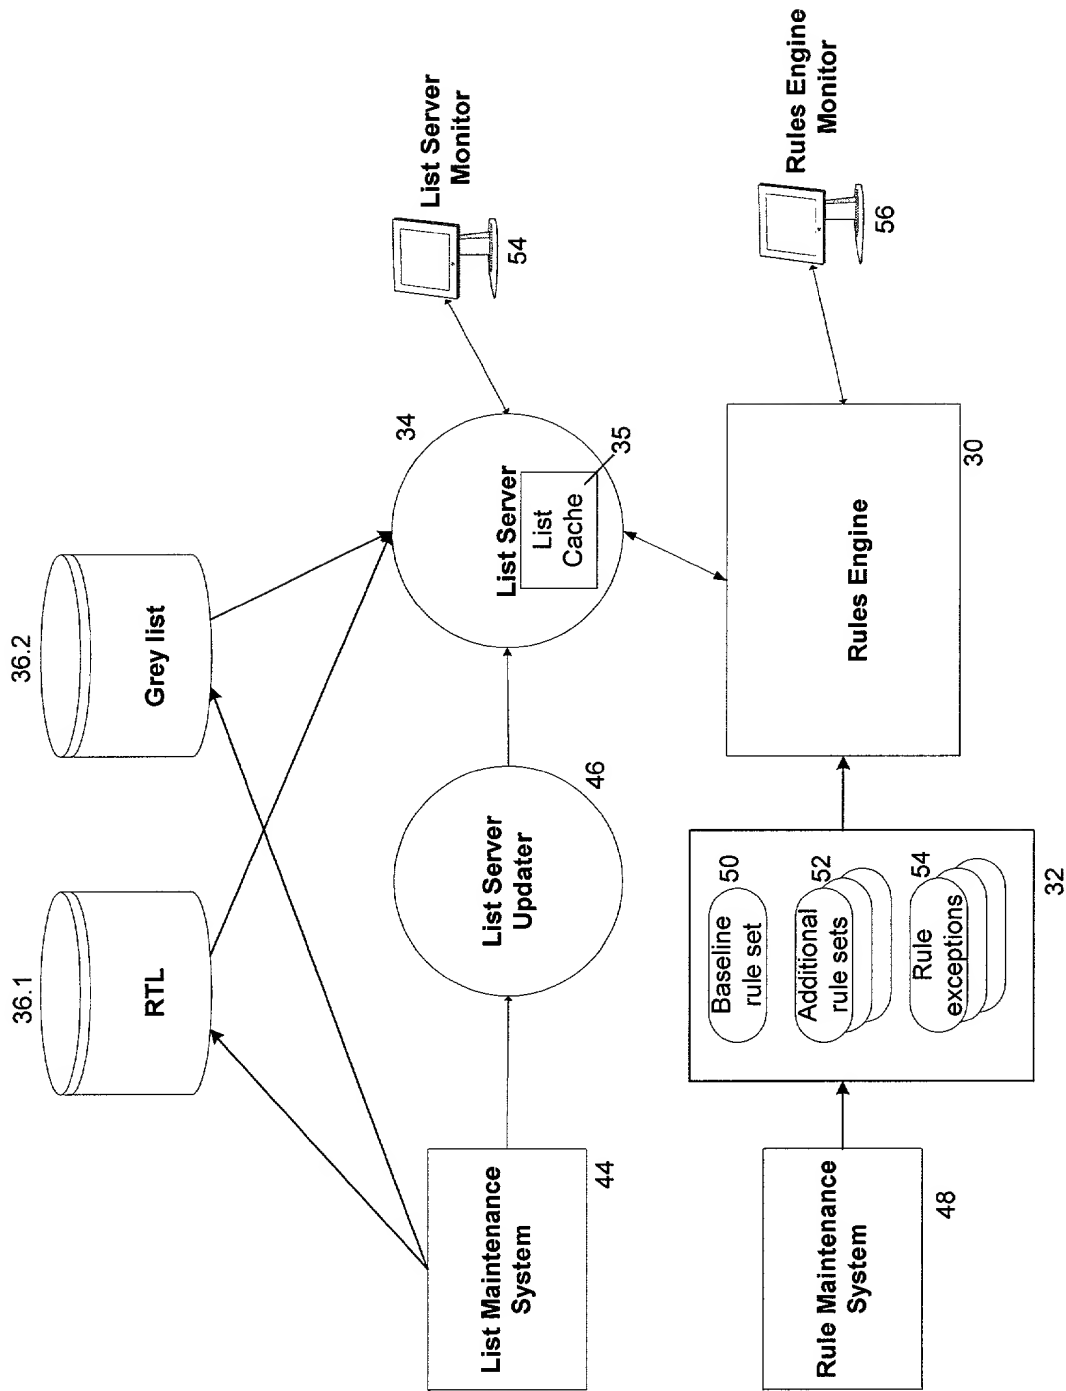 36.1
RTL
36.2
Grey list
List Maintenance
System
44
List Server
Updater
46
34
List Server
List
Cache
35
List Server
Monitor
54
Rule Maintenance
System
48
Baseline
rule set
50
Additional
rule sets
52
Rule
exceptions
54
32
Rules Engine
30
Rules Engine
Monitor
56